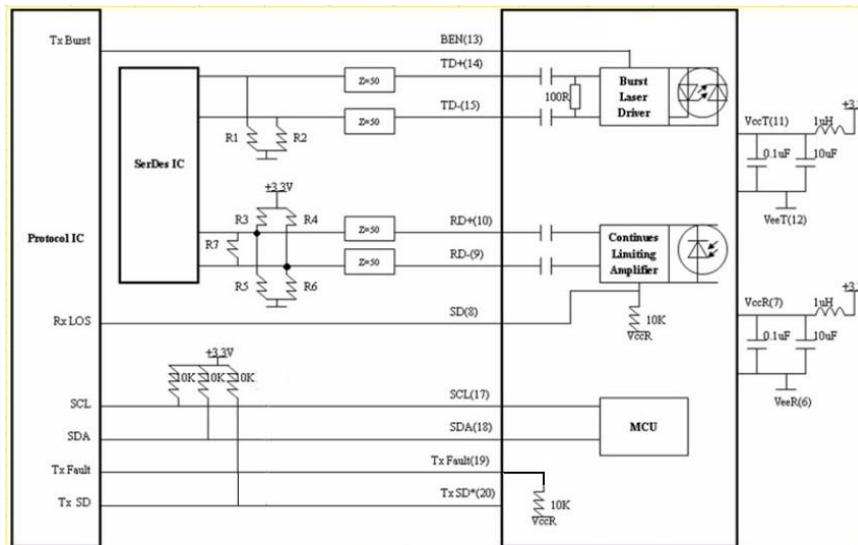 Tx Burst
BEN(13)
TD+(14)
Z=50
100R
Burst
Laser
Driver
TD-(15)
Z=50
R1
R2
SerDes IC
VccT(11)
1uH
0.1uF
10uF
VeeT(12)
+3.3V
R3
R4
RD+(10)
Z=50
R7
Protocol IC
RD-(9)
Z=50
Continues
Limiting
Amplifier
R5
R6
Rx LOS
SD(8)
10K
VccR
VccR(7)
1uH
0.1uF
10uF
VeeR(6)
+3.3V
10K
10K
10K
SCL
SCL(17)
SDA
SDA(18)
MCU
Tx Fault
Tx Fault(19)
Tx SD
Tx SD*(20)
10K
VccR